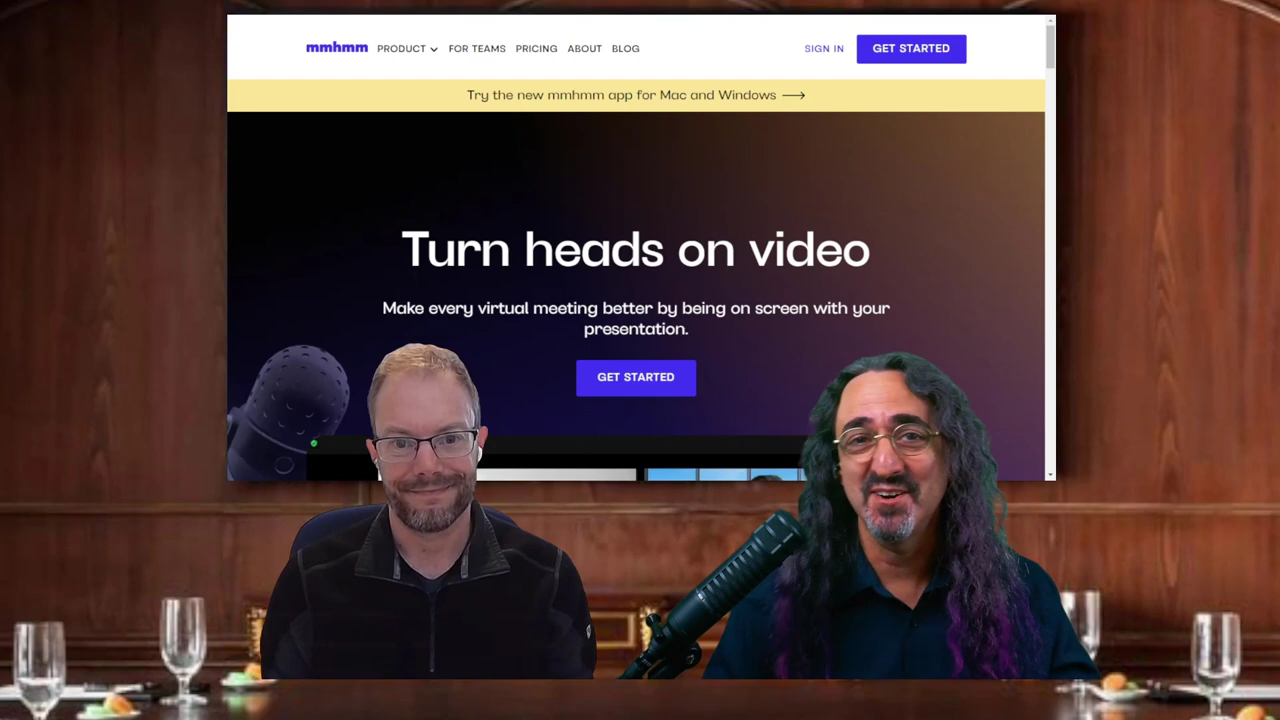 mmhmm PRODUCT FOR TEAMS PRICING ABOUT BLOG SIGN IN GET STARTED
Try the new mmhmm app for Mac and Windows
Turn heads on video
Make every virtual meeting better by being on screen with your
presentation.
GET STARTED